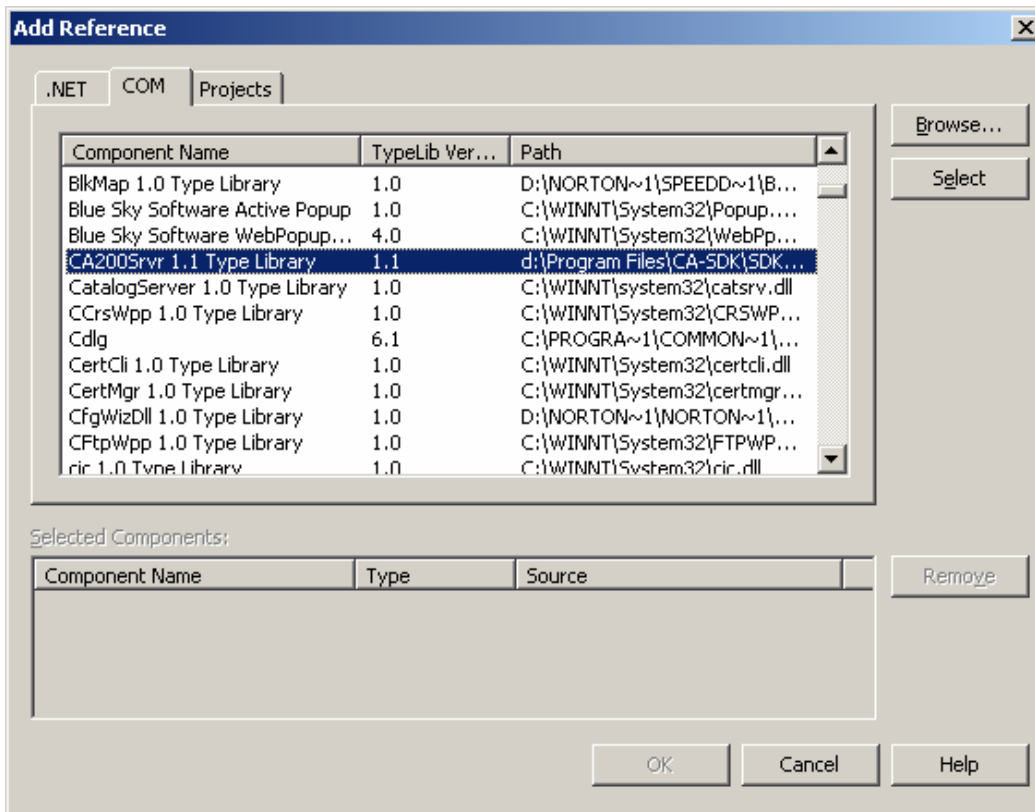 Add Reference
.NET COM Projects
Browse...
Select
Component Name TypeLib Ver... Path
BlkMap 1.0 Type Library 1.0 D:\NORTON~1\SPEEDD~1\B...
Blue Sky Software Active Popup 1.0 C:\WINNT\System32\Popup....
Blue Sky Software WebPopup... 4.0 C:\WINNT\System32\WebPp...
CA200Srvr 1.1 Type Library 1.1 d:\Program Files\CA-SDK\SDK...
CatalogServer 1.0 Type Library 1.0 C:\WINNT\system32\catsrv.dll
CCrsWpp 1.0 Type Library 1.0 C:\WINNT\System32\CRSWP...
Cdlg 6.1 C:\PROGRA~1\COMMON~1\...
CertCli 1.0 Type Library 1.0 C:\WINNT\System32\certcli.dll
CertMgr 1.0 Type Library 1.0 C:\WINNT\System32\certmgr...
CfgWizDll 1.0 Type Library 1.0 D:\NORTON~1\NORTON~1\...
CFtpWpp 1.0 Type Library 1.0 C:\WINNT\System32\FTPWP...
cic 1.0 Type Library 1.0 C:\WINNT\System32\cic.dll
Selected Components:
Component Name Type Source
Remove
OK Cancel Help